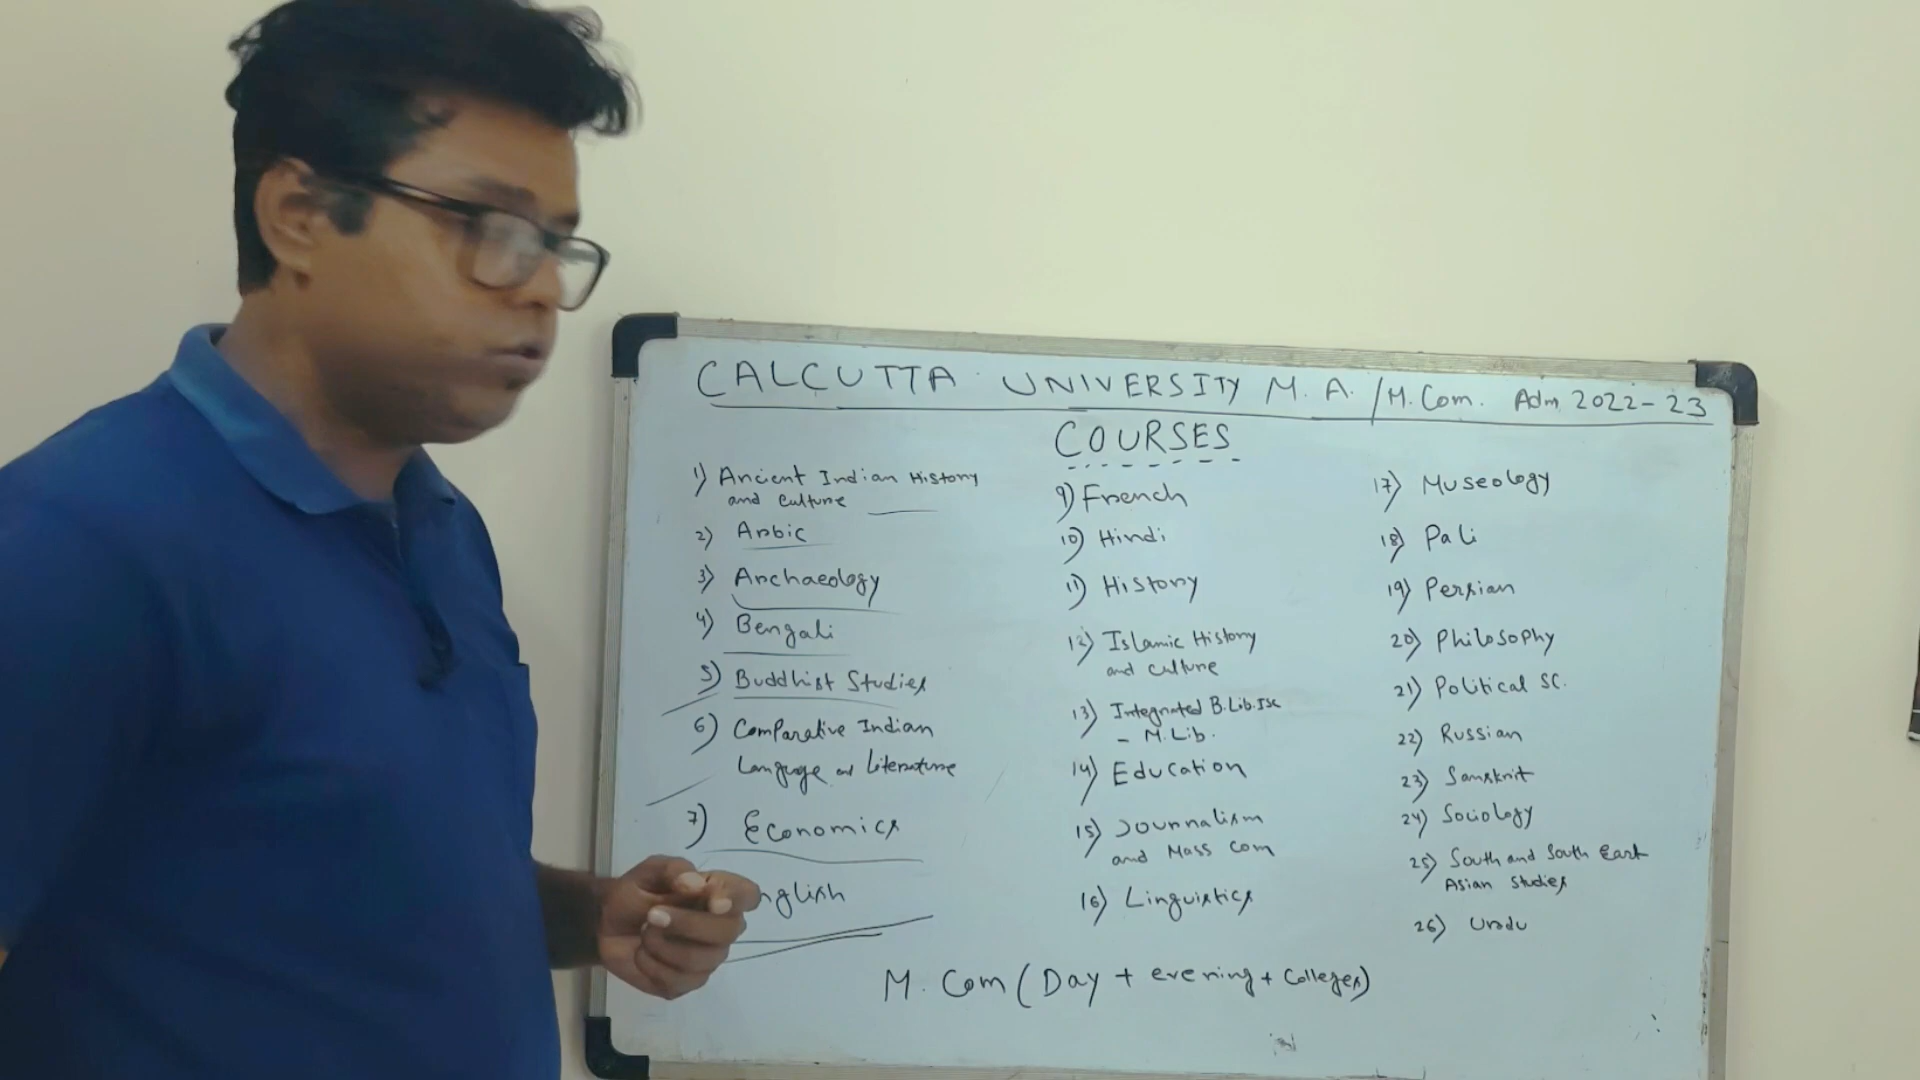 CALCUTTA UNIVERSITY M. A. / M. Com. Adm 2022-23
COURSES
1) Ancient Indian History
and Culture
2) Arbic
3) Archaeology
4) Bengali
5) Buddhist Studies
6) Comparative Indian
Language and Literature
7) Economics
nglish
9) French
10) Hindi
11) History
12) Islamic History
and culture
13) Integrated B.Lib.Isc
- M.Lib.
14) Education
15) Journalism
and Mass Com
16) Linguistics
17) Museology
18) Pali
19) Persian
20) Philosophy
21) Political SC.
22) Russian
23) Sanskrit
24) Sociology
25) South and South East
Asian Studies
26) Urdu
M. Com (Day + evening + Colleges)